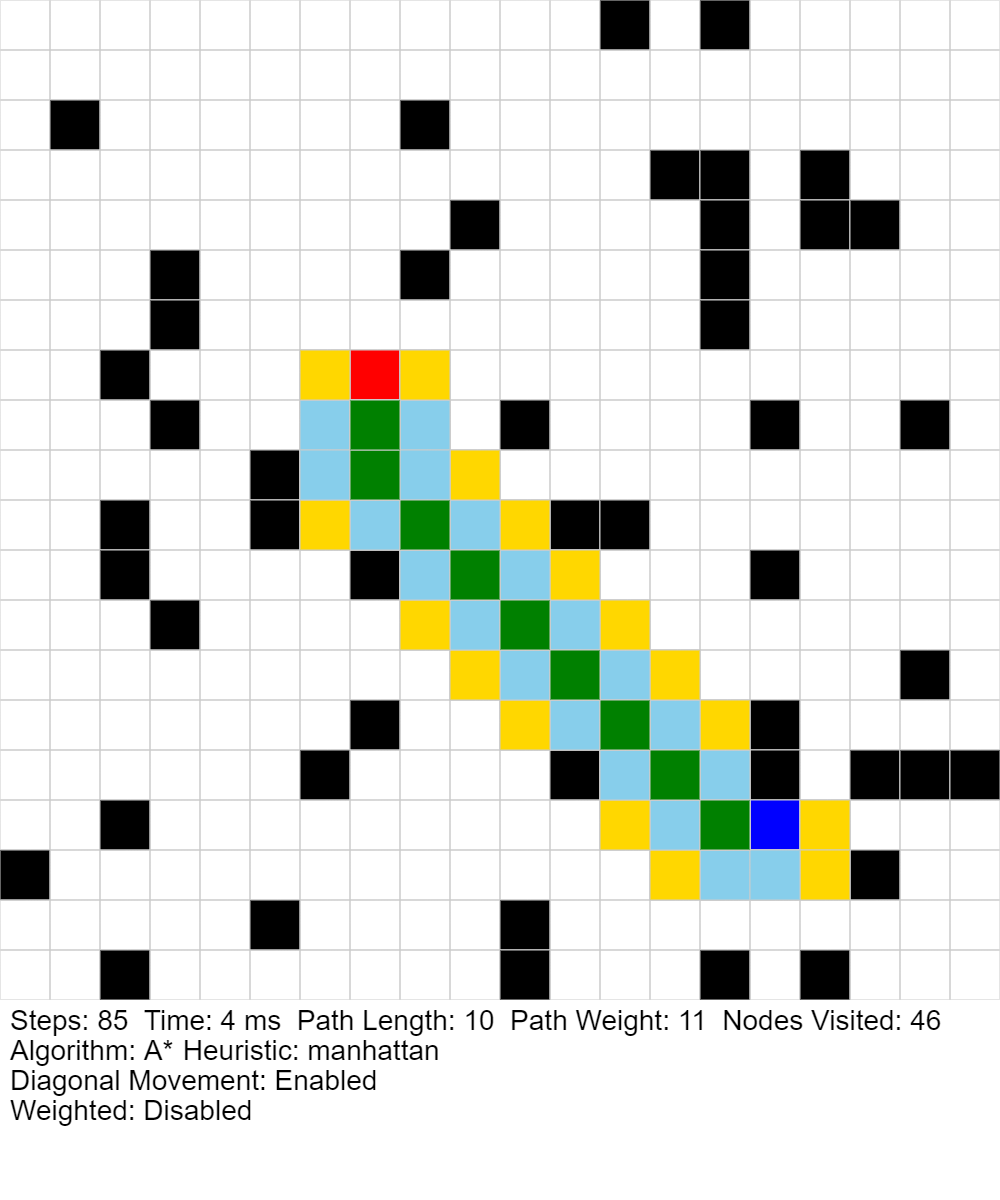 Steps: 85  Time: 4 ms  Path Length: 10  Path Weight: 11  Nodes Visited: 46
Algorithm: A* Heuristic: manhattan
Diagonal Movement: Enabled
Weighted: Disabled